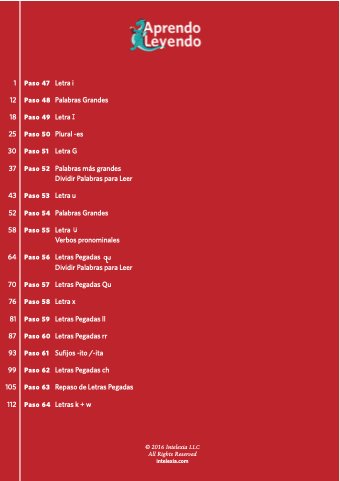 Aprendo
Leyendo
1 Paso 47 Letra i
12 Paso 48 Palabras Grandes
18 Paso 49 Letra I
25 Paso 50 Plural -es
30 Paso 51 Letra G
37 Paso 52 Palabras más grandes
Dividir Palabras para Leer
43 Paso 53 Letra u
52 Paso 54 Palabras Grandes
58 Paso 55 Letra U
Verbos pronominales
64 Paso 56 Letras Pegadas qu
Dividir Palabras para Leer
70 Paso 57 Letras Pegadas Qu
76 Paso 58 Letra x
81 Paso 59 Letras Pegadas ll
87 Paso 60 Letras Pegadas rr
93 Paso 61 Sufijos -ito /-ita
99 Paso 62 Letras Pegadas ch
105 Paso 63 Repaso de Letras Pegadas
112 Paso 64 Letras k + w
© 2016 Intelexia LLC
All Rights Reserved
intelexia.com